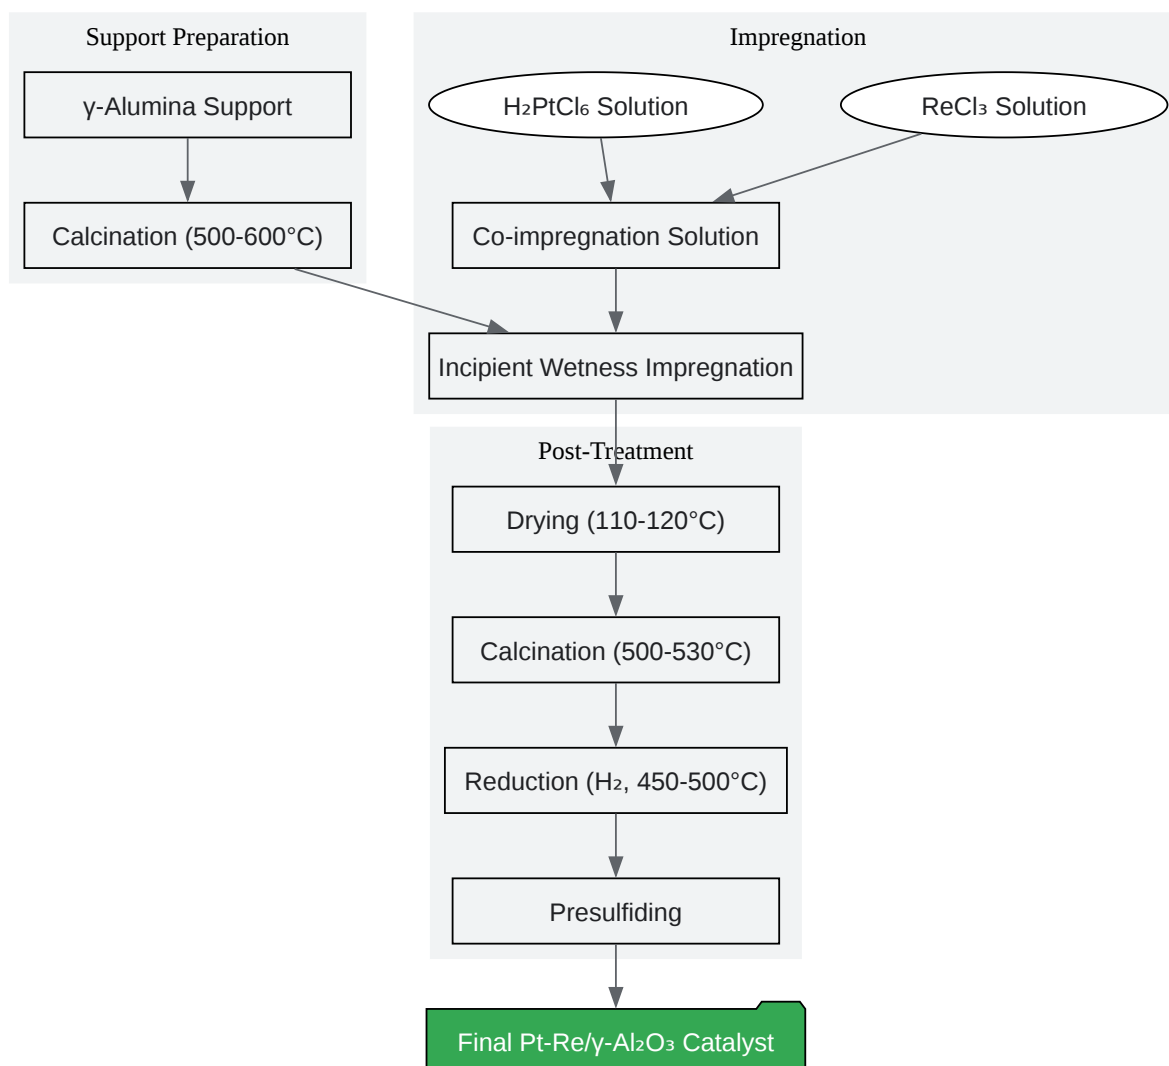 Support Preparation
γ-Alumina Support
Calcination (500-600°C)
Impregnation
H₂PtCl₆ Solution
ReCl₃ Solution
Co-impregnation Solution
Incipient Wetness Impregnation
Post-Treatment
Drying (110-120°C)
Calcination (500-530°C)
Reduction (H₂, 450-500°C)
Presulfiding
Final Pt-Re/γ-Al₂O₃ Catalyst